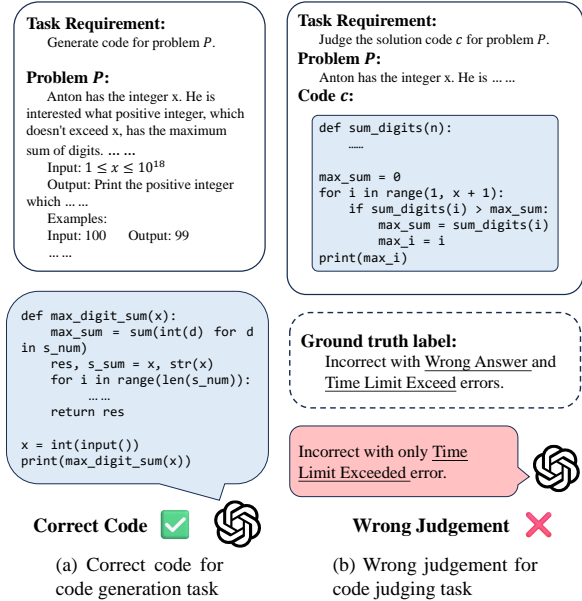 Task Requirement:
Generate code for problem P.
Problem P:
Anton has the integer x. He is
interested what positive integer, which
doesn't exceed x, has the maximum
sum of digits. … …
Input: 1 ≤ x ≤ 10¹⁸
Output: Print the positive integer
which … …
Examples:
Input: 100 Output: 99
… …
def max_digit_sum(x):
max_sum = sum(int(d) for d
in s_num)
res, s_sum = x, str(x)
for i in range(len(s_num)):
… …
return res
x = int(input())
print(max_digit_sum(x))
Correct Code
(a) Correct code for
code generation task
Task Requirement:
Judge the solution code c for problem P.
Problem P:
Anton has the integer x. He is … …
Code c:
def sum_digits(n):
……
max_sum = 0
for i in range(1, x + 1):
if sum_digits(i) > max_sum:
max_sum = sum_digits(i)
max_i = i
print(max_i)
Ground truth label:
Incorrect with Wrong Answer and
Time Limit Exceed errors.
Incorrect with only Time
Limit Exceeded error.
Wrong Judgement
(b) Wrong judgement for
code judging task